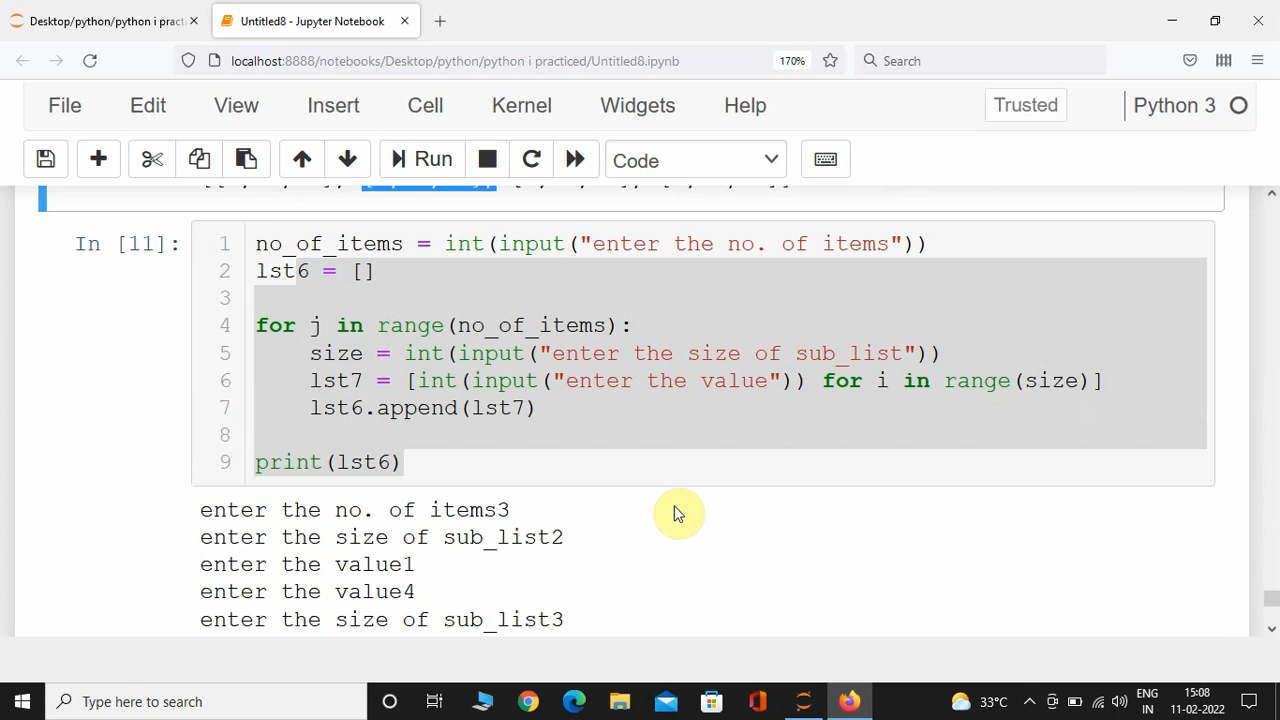 Desktop/python/python i practi
Untitled8 - Jupyter Notebook
localhost:8888/notebooks/Desktop/python/python i practiced/Untitled8.ipynb
170%
Search
File Edit View Insert Cell Kernel Widgets Help
Trusted
Python 3
Run
Code
In [11]:
1 no_of_items = int(input("enter the no. of items"))
2 lst6 = []
3
4 for j in range(no_of_items):
5 size = int(input("enter the size of sub_list"))
6 lst7 = [int(input("enter the value")) for i in range(size)]
7 lst6.append(lst7)
8
9 print(lst6)
enter the no. of items3
enter the size of sub_list2
enter the value1
enter the value4
enter the size of sub_list3
Type here to search
33°C
ENG
IN
15:08
11-02-2022